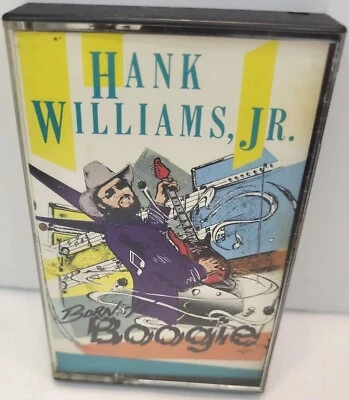 HANK
WILLIAMS, JR.
BORN TO
Boogie